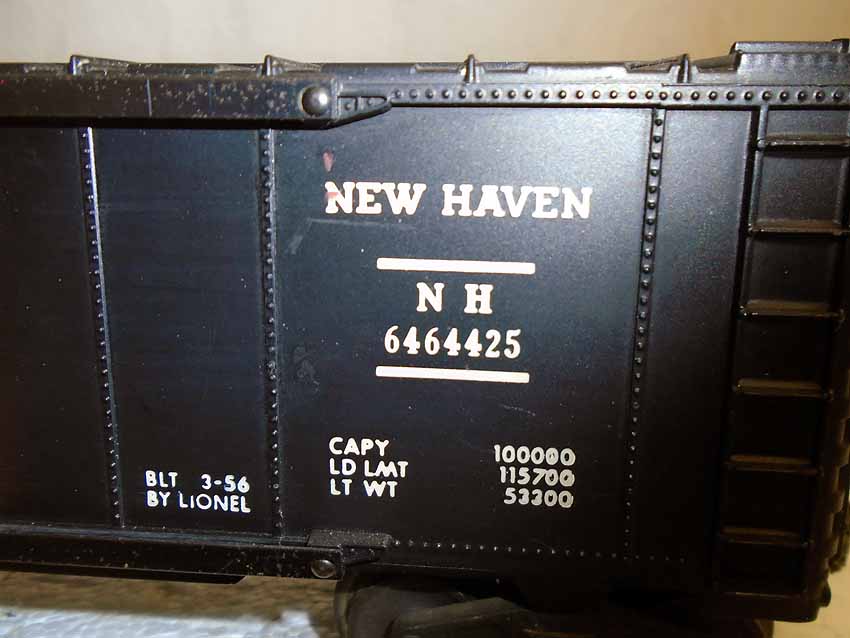 NEW HAVEN
N H
6464425
CAPY 100000
LD LMT 115700
LT WT 53300
BLT 3-56
BY LIONEL